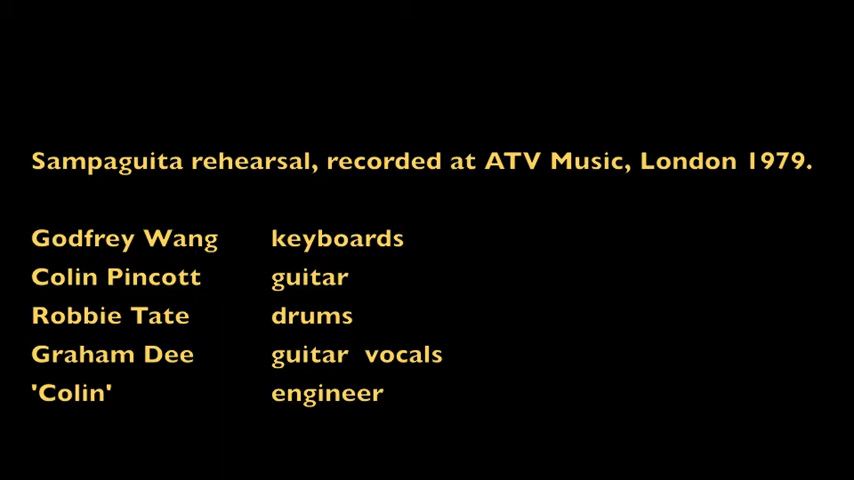 Sampaguita rehearsal, recorded at ATV Music, London 1979.
Godfrey Wang keyboards
Colin Pincott guitar
Robbie Tate drums
Graham Dee guitar vocals
'Colin' engineer